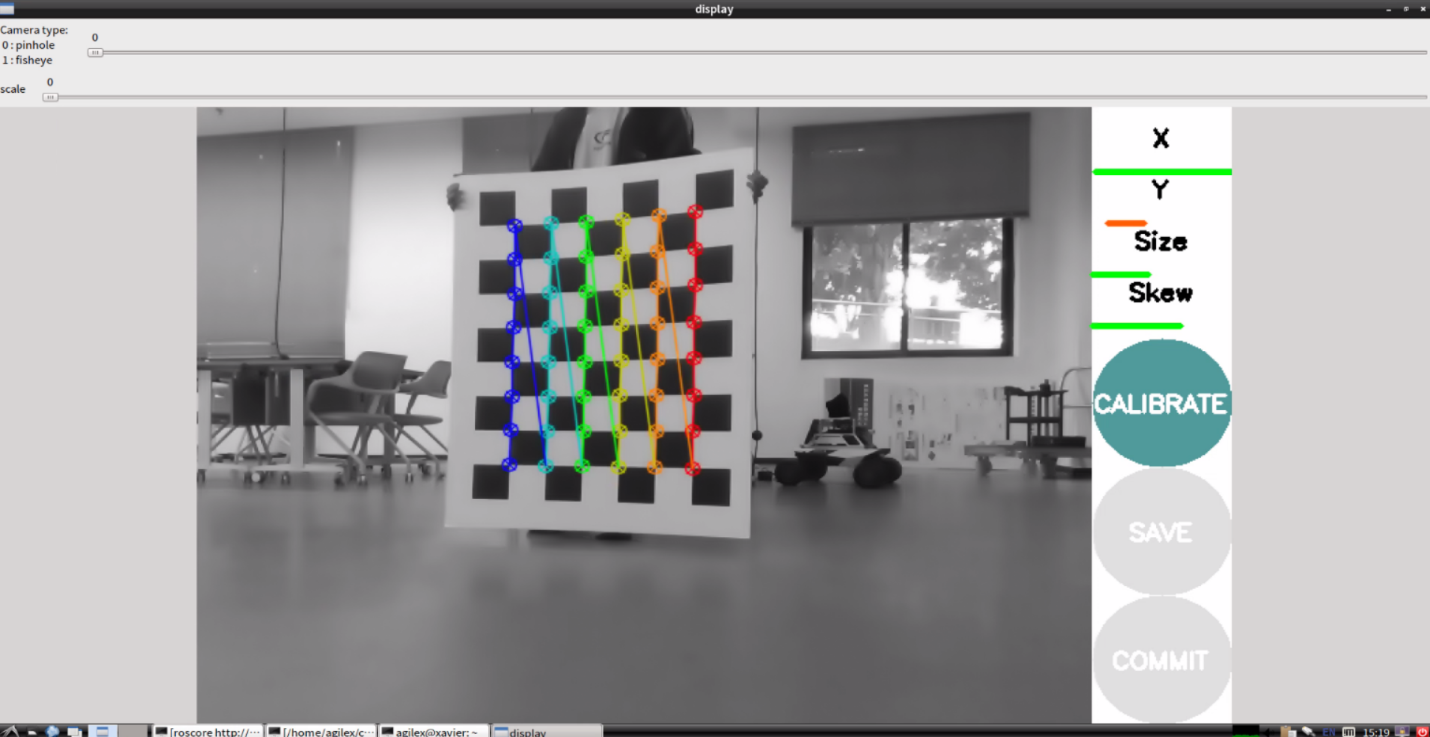 display
Camera type:
0 : pinhole
1 : fisheye
0
scale
0
X
Y
Size
Skew
CALIBRATE
SAVE
COMMIT
[roscore http://···
[/home/agilex/c···
agilex@xavier: ~
display
EN
15:19